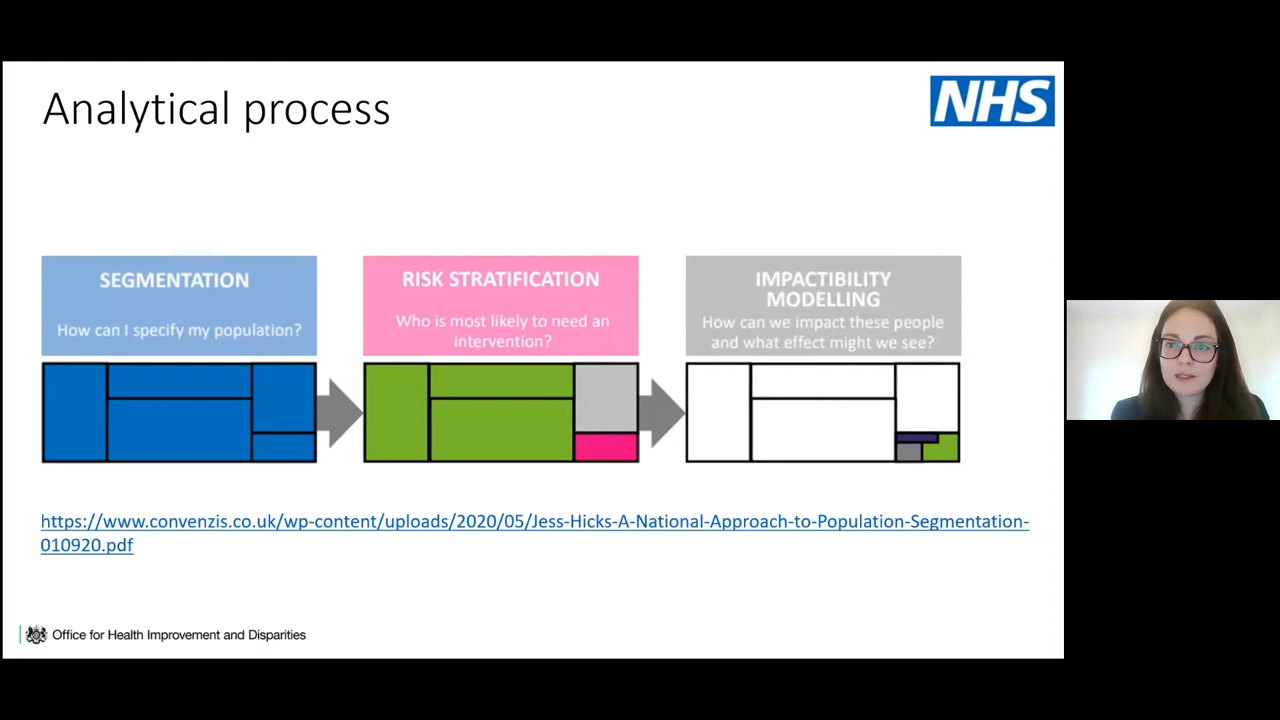 Analytical process
NHS
SEGMENTATION
How can I specify my population?
RISK STRATIFICATION
Who is most likely to need an
intervention?
IMPACTIBILITY
MODELLING
How can we impact these people
and what effect might we see?
https://www.convenzis.co.uk/wp-content/uploads/2020/05/Jess-Hicks-A-National-Approach-to-Population-Segmentation-
010920.pdf
Office for Health Improvement and Disparities